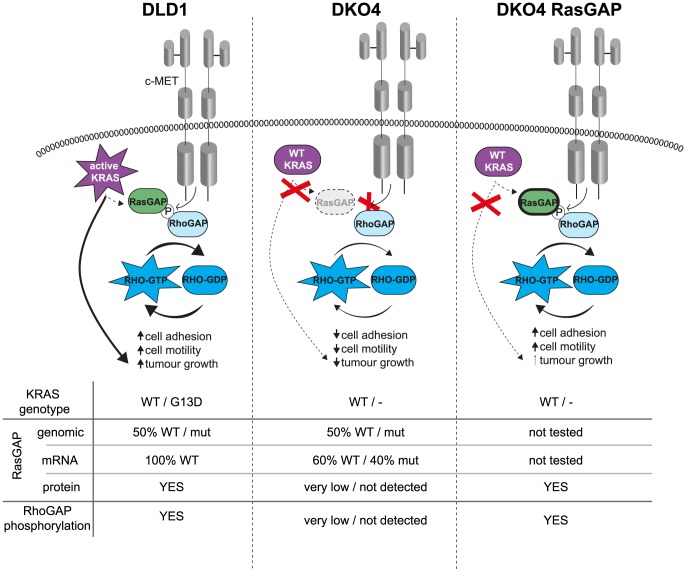 DLD1
DKO4
DKO4 RasGAP
c-MET
active
KRAS
RasGAP
P
RhoGAP
RHO-GTP
RHO-GDP
cell adhesion
cell motility
tumour growth
WT
KRAS
RasGAP
RhoGAP
RHO-GTP
RHO-GDP
cell adhesion
cell motility
tumour growth
WT
KRAS
RasGAP
P
RhoGAP
RHO-GTP
RHO-GDP
cell adhesion
cell motility
tumour growth
KRAS
genotype
WT / G13D
WT / -
WT / -
RasGAP
genomic
50% WT / mut
50% WT / mut
not tested
mRNA
100% WT
60% WT / 40% mut
not tested
protein
YES
very low / not detected
YES
RhoGAP
phosphorylation
YES
very low / not detected
YES